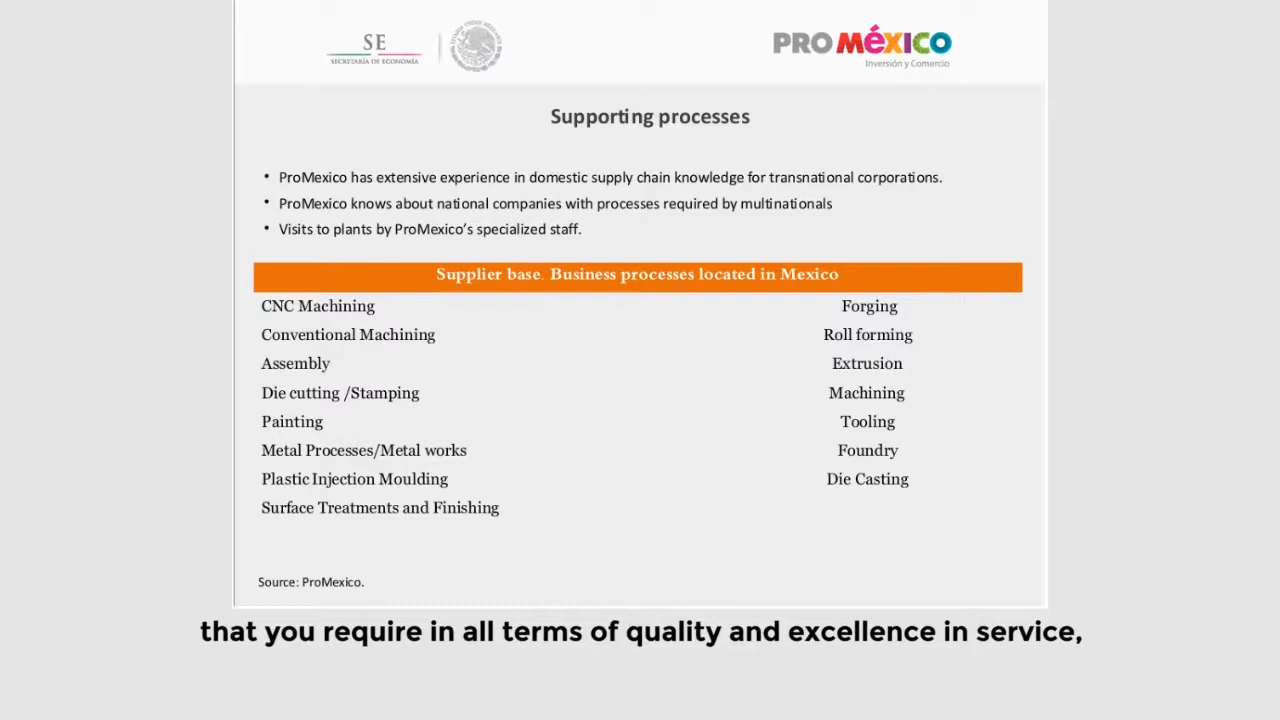 SE
SECRETARÍA DE ECONOMÍA
PRO MéXICO
Inversión y Comercio
Supporting processes
• ProMexico has extensive experience in domestic supply chain knowledge for transnational corporations.
• ProMexico knows about national companies with processes required by multinationals
• Visits to plants by ProMexico’s specialized staff.
Supplier base. Business processes located in Mexico
CNC Machining Forging
Conventional Machining Roll forming
Assembly Extrusion
Die cutting /Stamping Machining
Painting Tooling
Metal Processes/Metal works Foundry
Plastic Injection Moulding Die Casting
Surface Treatments and Finishing
Source: ProMexico.
that you require in all terms of quality and excellence in service,